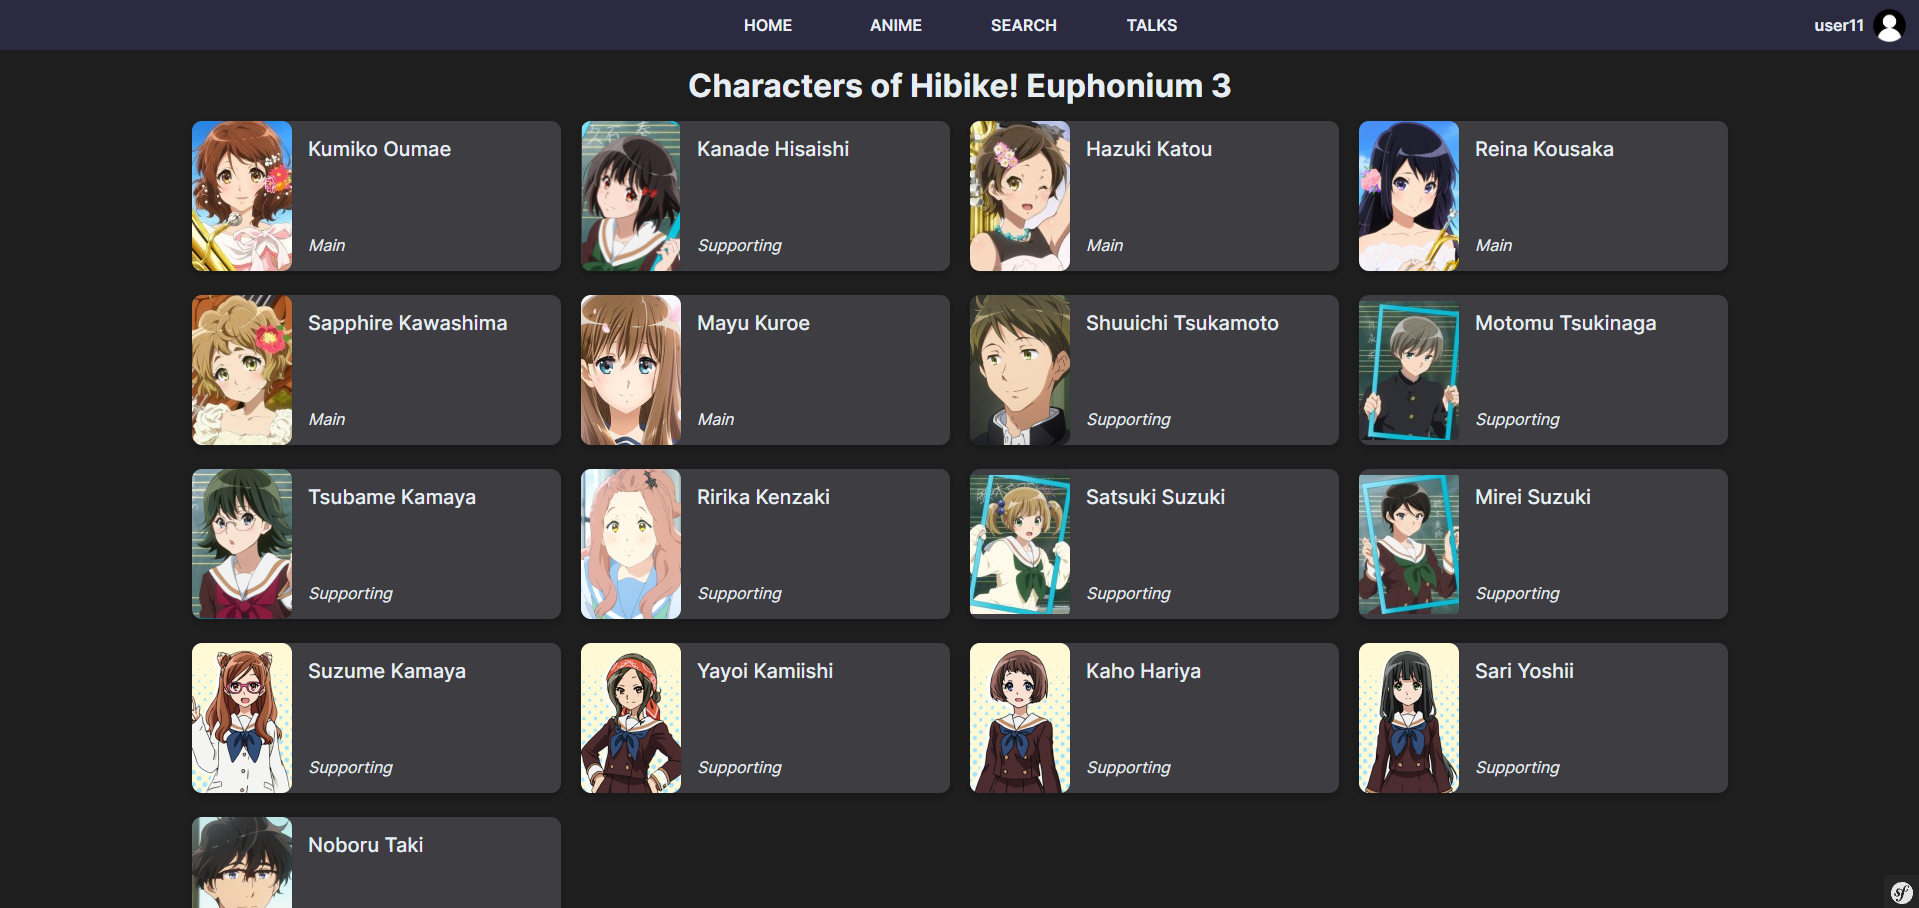 HOME ANIME SEARCH TALKS user11
Characters of Hibike! Euphonium 3
Kumiko Oumae
Main
Kanade Hisaishi
Supporting
Hazuki Katou
Main
Reina Kousaka
Main
Sapphire Kawashima
Main
Mayu Kuroe
Main
Shuuichi Tsukamoto
Supporting
Motomu Tsukinaga
Supporting
Tsubame Kamaya
Supporting
Ririka Kenzaki
Supporting
Satsuki Suzuki
Supporting
Mirei Suzuki
Supporting
Suzume Kamaya
Supporting
Yayoi Kamiishi
Supporting
Kaho Hariya
Supporting
Sari Yoshii
Supporting
Noboru Taki
sf